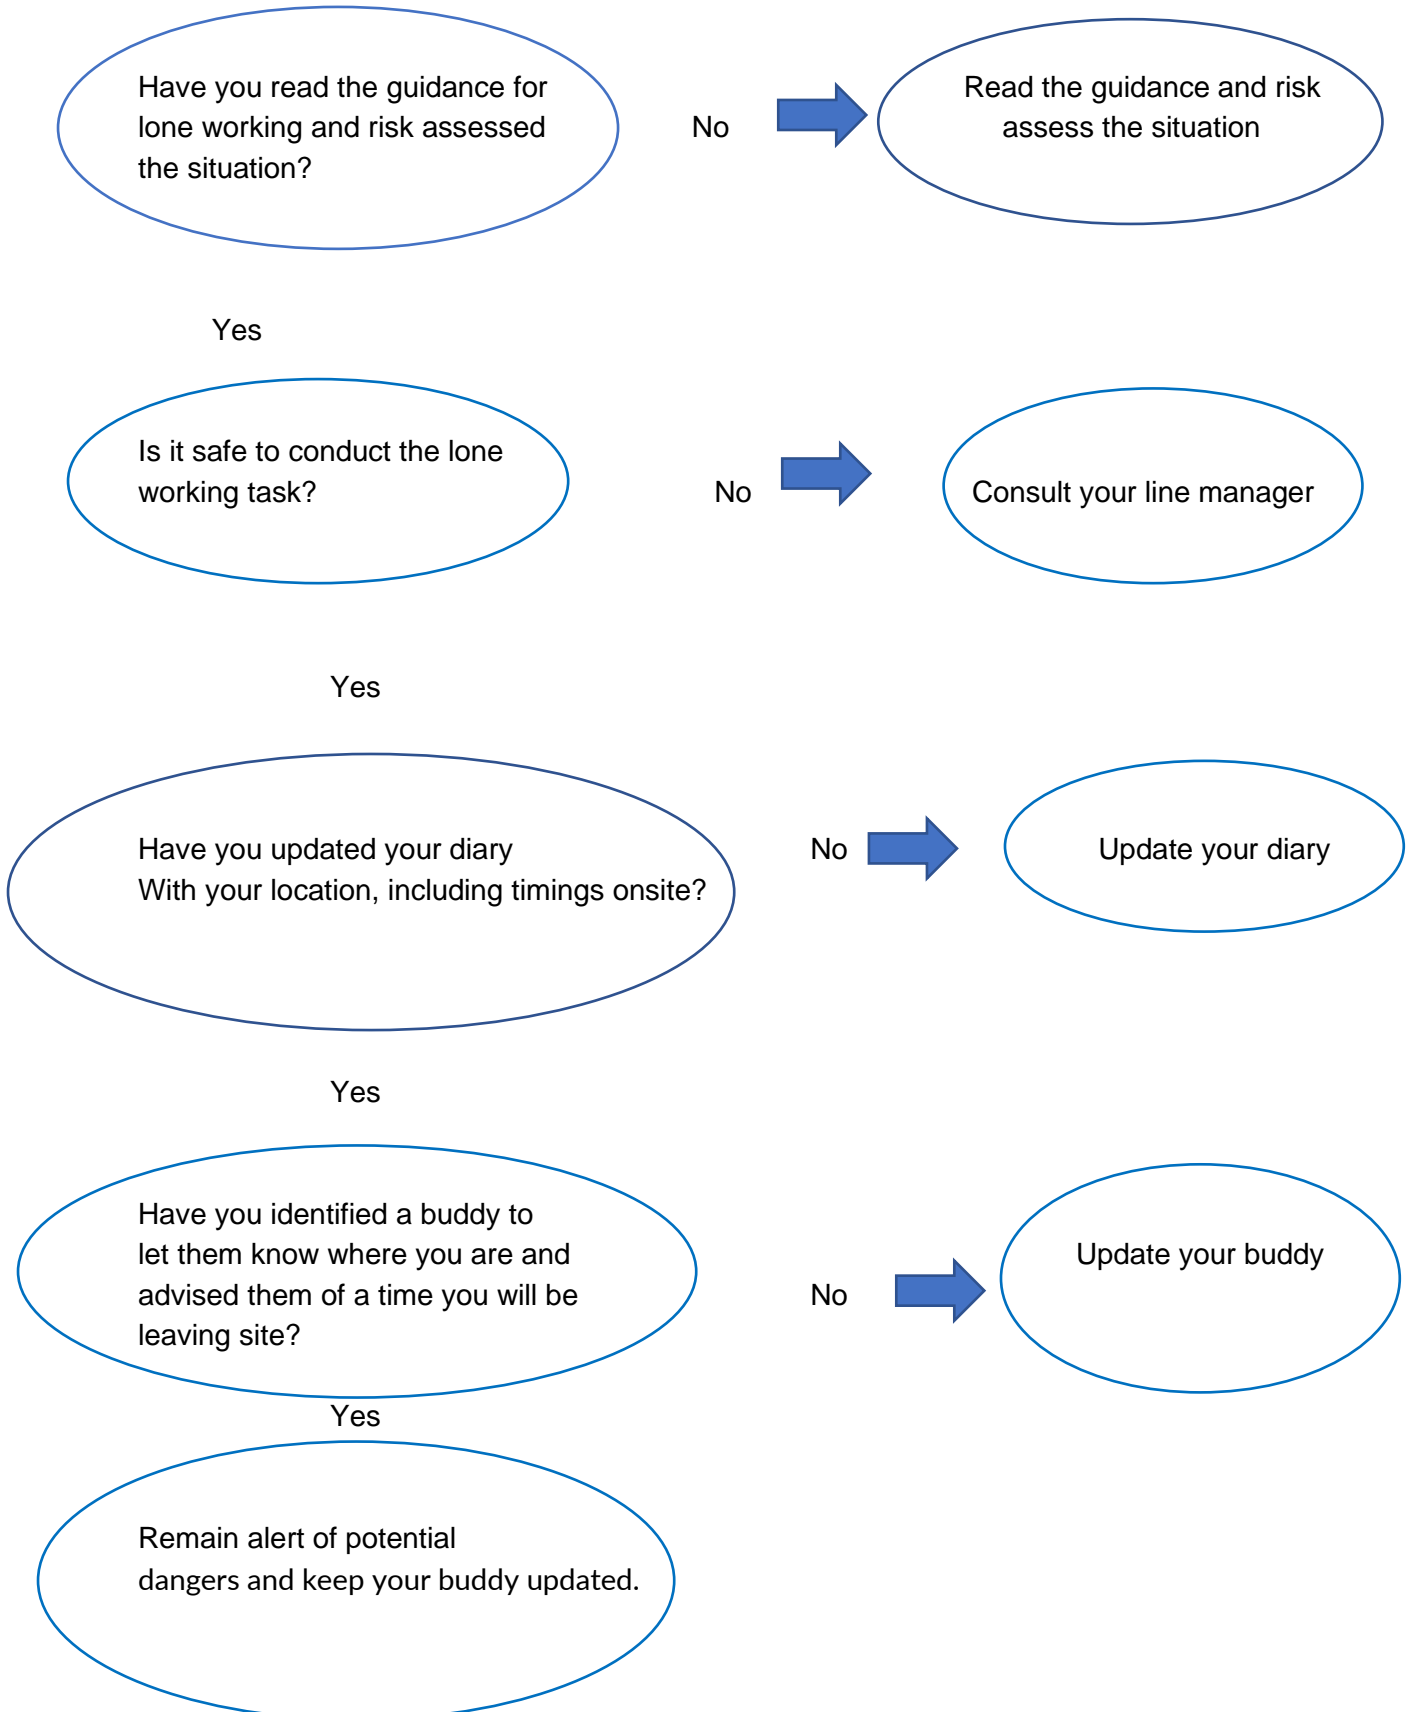 Have you read the guidance for
lone working and risk assessed
the situation?
No
Read the guidance and risk
assess the situation
Yes
Is it safe to conduct the lone
working task?
No
Consult your line manager
Yes
Have you updated your diary
With your location, including timings onsite?
No
Update your diary
Yes
Have you identified a buddy to
let them know where you are and
advised them of a time you will be
leaving site?
No
Update your buddy
Yes
Remain alert of potential
dangers and keep your buddy updated.